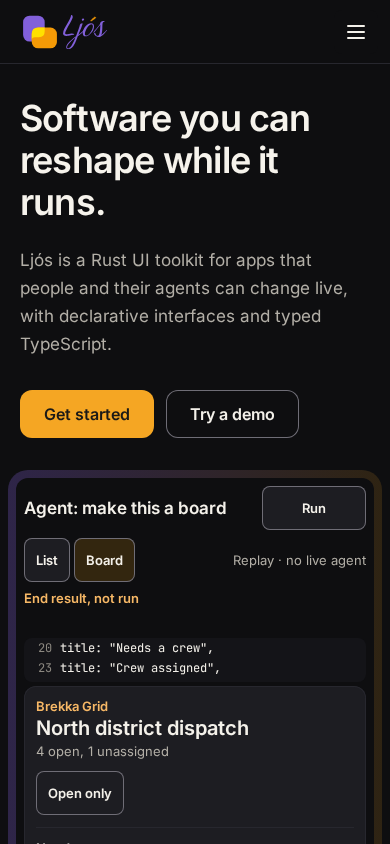 Ljós
Software you can
reshape while it
runs.
Ljós is a Rust UI toolkit for apps that
people and their agents can change live,
with declarative interfaces and typed
TypeScript.
Get started
Try a demo
Agent: make this a board
Run
List
Board
Replay · no live agent
End result, not run
20 title: "Needs a crew",
23 title: "Crew assigned",
Brekka Grid
North district dispatch
4 open, 1 unassigned
Open only